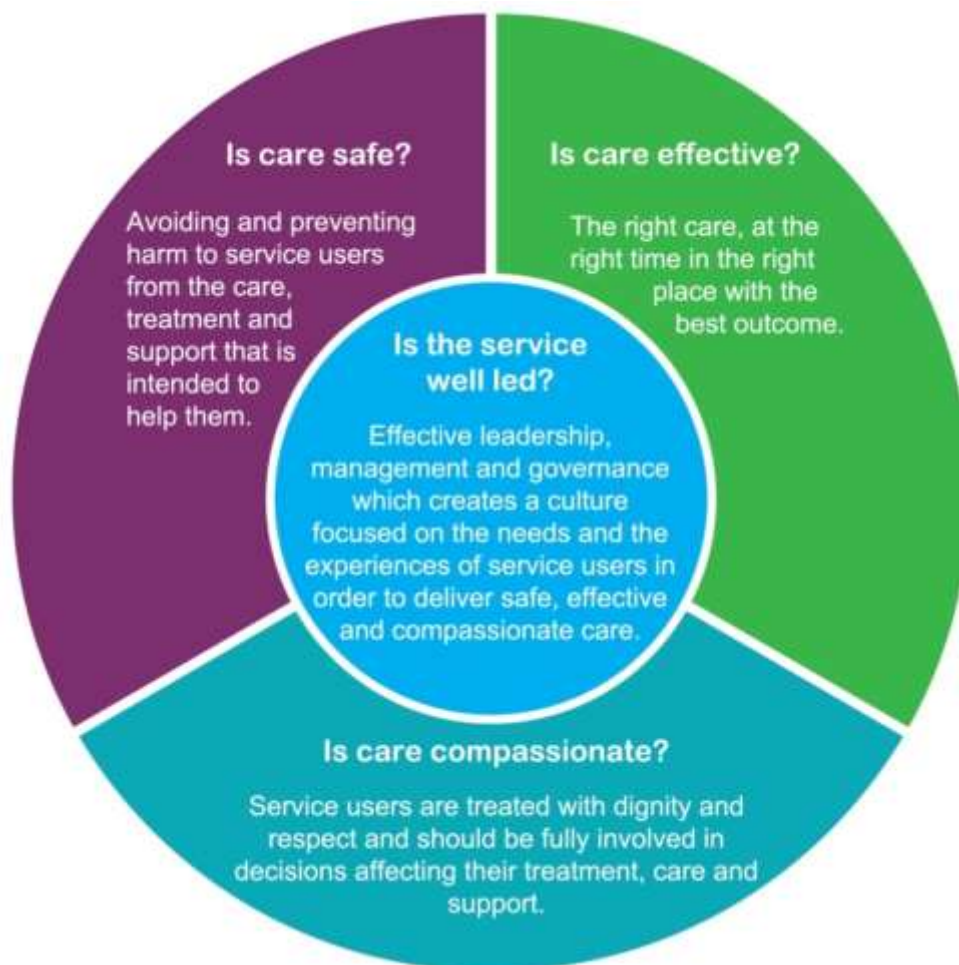 Is care safe?
Avoiding and preventing
harm to service users
from the care,
treatment and
support that is
intended to
help them.
Is care effective?
The right care, at the
right time in the right
place with the
best outcome.
Is the service
well led?
Effective leadership,
management and governance
which creates a culture
focused on the needs and the
experiences of service users in
order to deliver safe, effective
and compassionate care.
Is care compassionate?
Service users are treated with dignity and
respect and should be fully involved in
decisions affecting their treatment, care and
support.